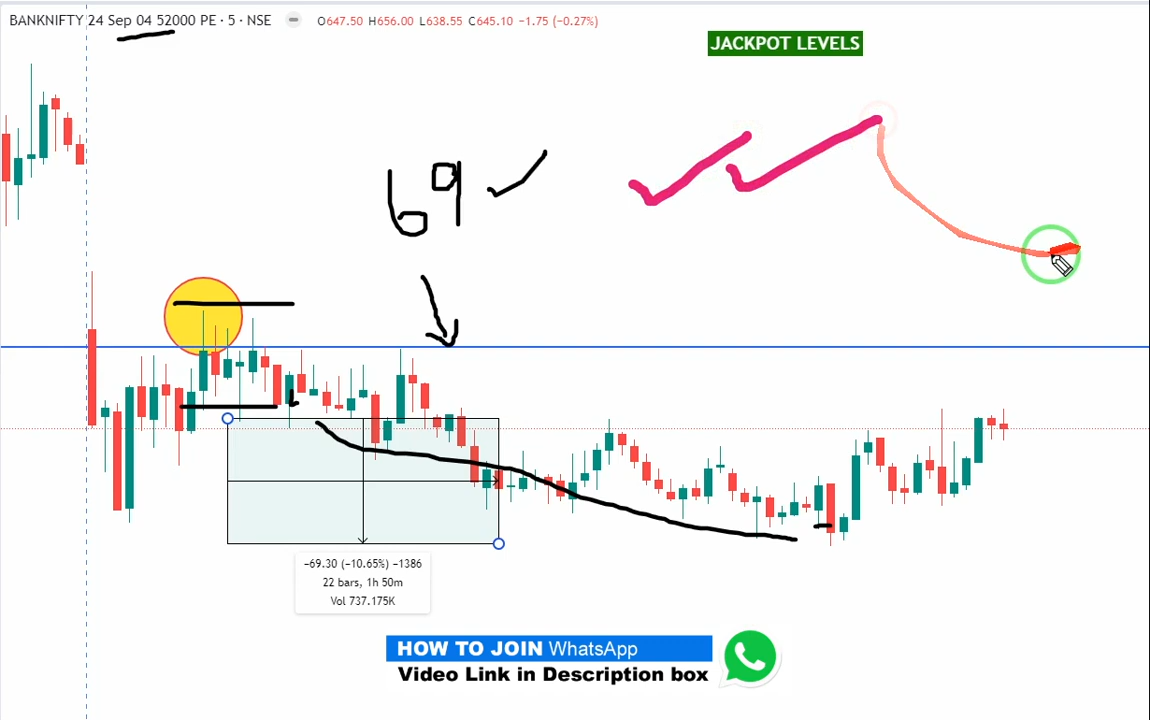 BANKNIFTY 24 Sep 04 52000 PE · 5 · NSE O647.50 H656.00 L638.55 C645.10 −1.75 (−0.27%)
JACKPOT LEVELS
69
−69.30 (−10.65%) −1386
22 bars, 1h 50m
Vol 737.175K
HOW TO JOIN WhatsApp
Video Link in Description box